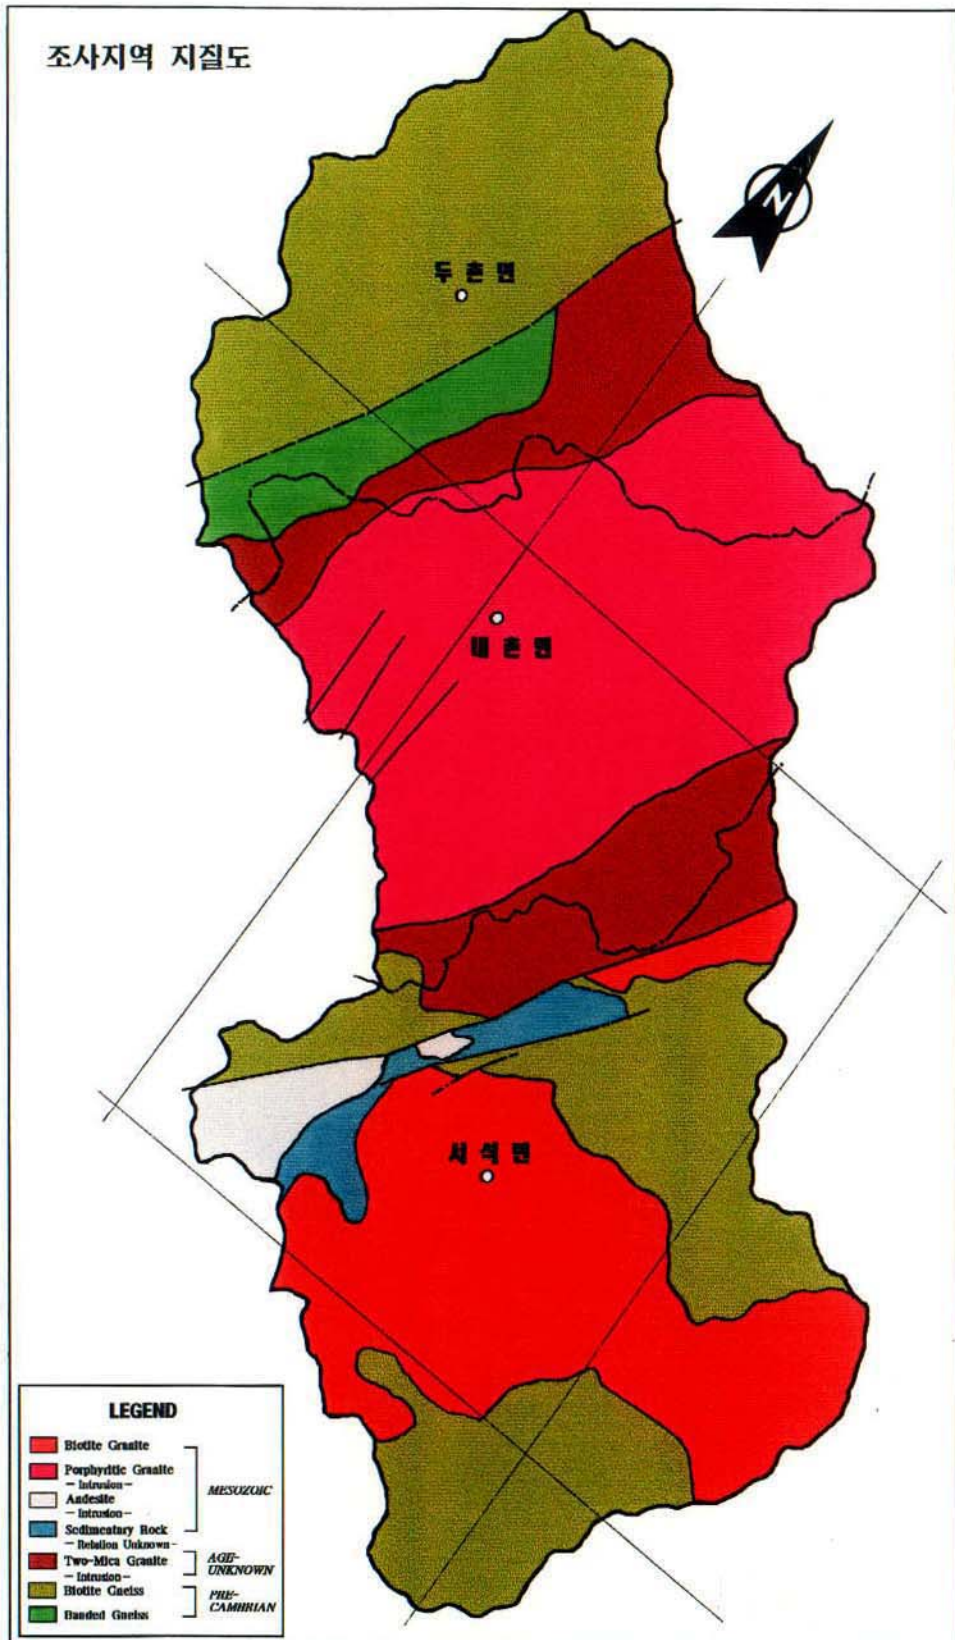 조사지역 지질도
N
두촌면
내촌면
서석면
LEGEND
Biotite Granite
Porphyritic Granite
- Intrusion -
Andesite
- Intrusion -
Sedimentary Rock
- Relation Unknown -
Two-Mica Granite
- Intrusion -
Biotite Gneiss
Banded Gneiss
MESOZOIC
AGE-
UNKNOWN
PRE-
CAMBRIAN